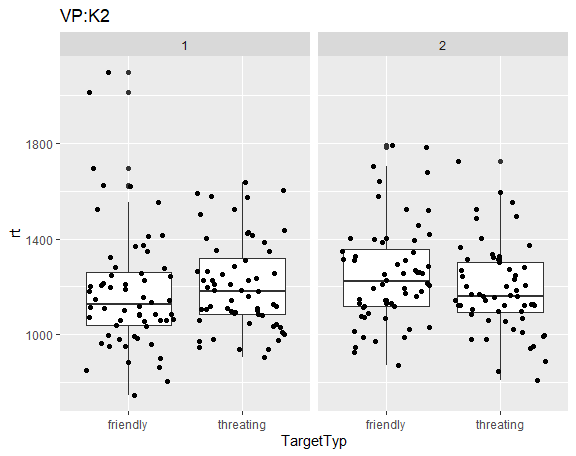 VP:K2
1
2
rt
1800
1400
1000
friendly
threating
friendly
threating
TargetTyp